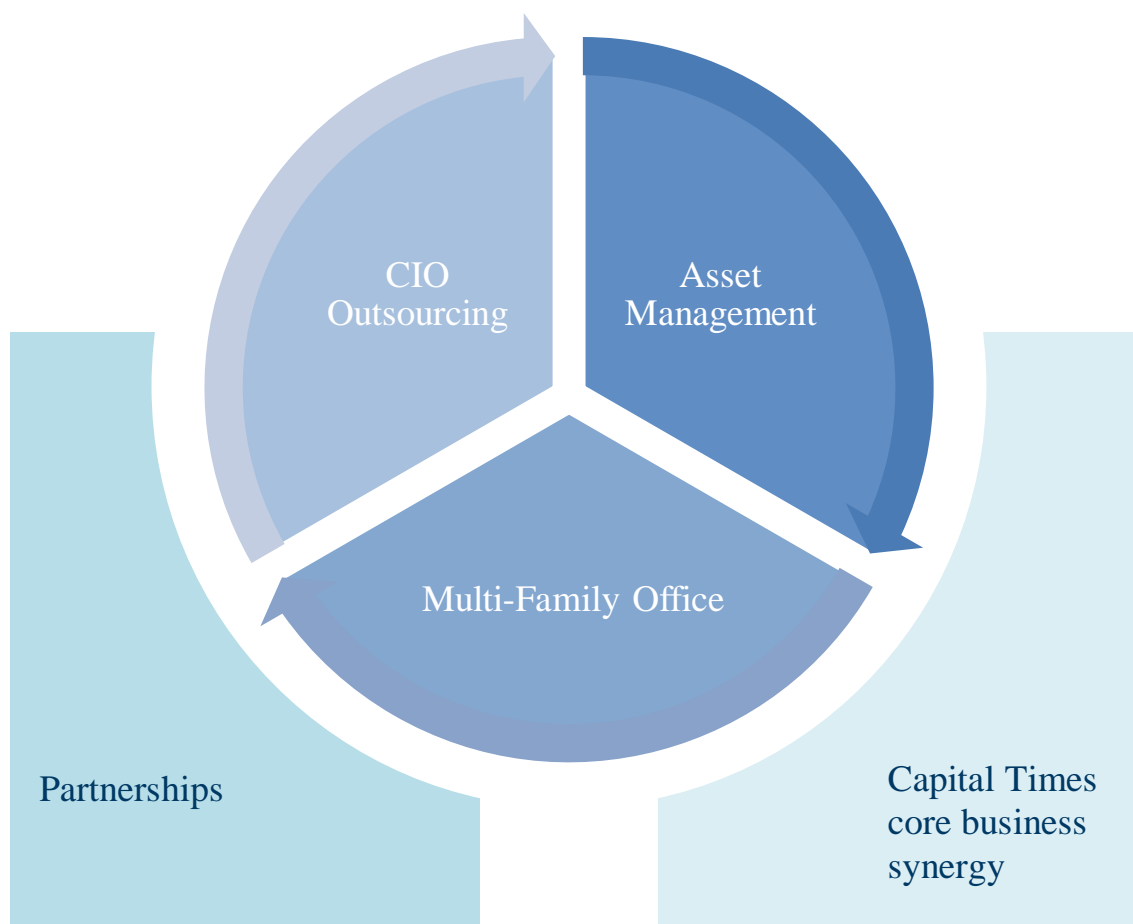 CIO
Outsourcing
Asset
Management
Multi-Family Office
Partnerships
Capital Times
core business
synergy